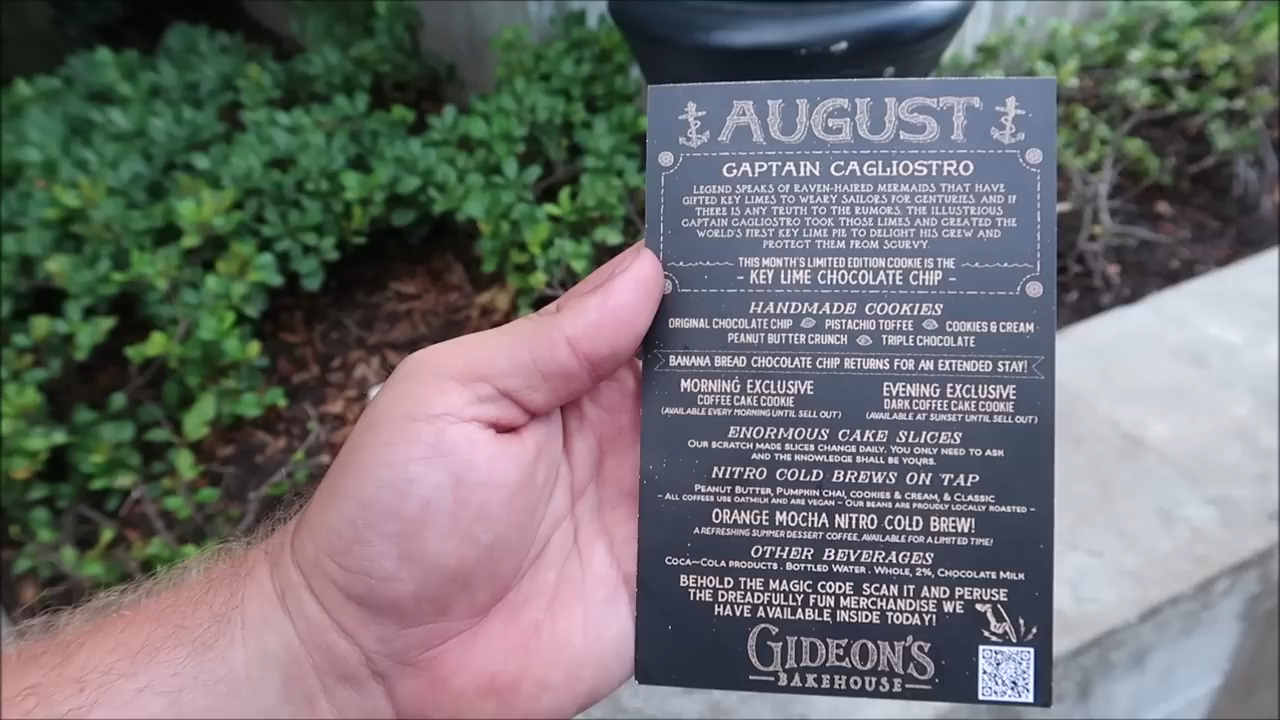 AUGUST
CAPTAIN CAGLIOSTRO
LEGEND SPEAKS OF RAVEN-HAIRED MERMAIDS THAT HAVE
GIFTED KEY LIMES TO WEARY SAILORS FOR CENTURIES. AND IF
THERE IS ANY TRUTH TO THE RUMORS, THE ILLUSTRIOUS
CAPTAIN CAGLIOSTRO TOOK THOSE LIMES AND CREATED THE
WORLD'S FIRST KEY LIME PIE TO DELIGHT HIS CREW AND
PROTECT THEM FROM SCURVY.
THIS MONTH'S LIMITED EDITION COOKIE IS THE
- KEY LIME CHOCOLATE CHIP -
HANDMADE COOKIES
ORIGINAL CHOCOLATE CHIP PISTACHIO TOFFEE COOKIES & CREAM
PEANUT BUTTER CRUNCH TRIPLE CHOCOLATE
BANANA BREAD CHOCOLATE CHIP RETURNS FOR AN EXTENDED STAY!
MORNING EXCLUSIVE EVENING EXCLUSIVE
COFFEE CAKE COOKIE DARK COFFEE CAKE COOKIE
(AVAILABLE EVERY MORNING UNTIL SELL OUT) (AVAILABLE AT SUNSET UNTIL SELL OUT)
ENORMOUS CAKE SLICES
OUR SCRATCH MADE SLICES CHANGE DAILY. YOU ONLY NEED TO ASK
AND THE KNOWLEDGE SHALL BE YOURS.
NITRO COLD BREWS ON TAP
PEANUT BUTTER, PUMPKIN CHAI, COOKIES & CREAM, & CLASSIC
- ALL COFFEES USE OATMILK AND ARE VEGAN - OUR BEANS ARE PROUDLY LOCALLY ROASTED -
ORANGE MOCHA NITRO COLD BREW!
A REFRESHING SUMMER DESSERT COFFEE, AVAILABLE FOR A LIMITED TIME!
OTHER BEVERAGES
COCA~COLA PRODUCTS . BOTTLED WATER . WHOLE, 2%, CHOCOLATE MILK
BEHOLD THE MAGIC CODE SCAN IT AND PERUSE
THE DREADFULLY FUN MERCHANDISE WE
HAVE AVAILABLE INSIDE TODAY!
GIDEON'S
BAKEHOUSE